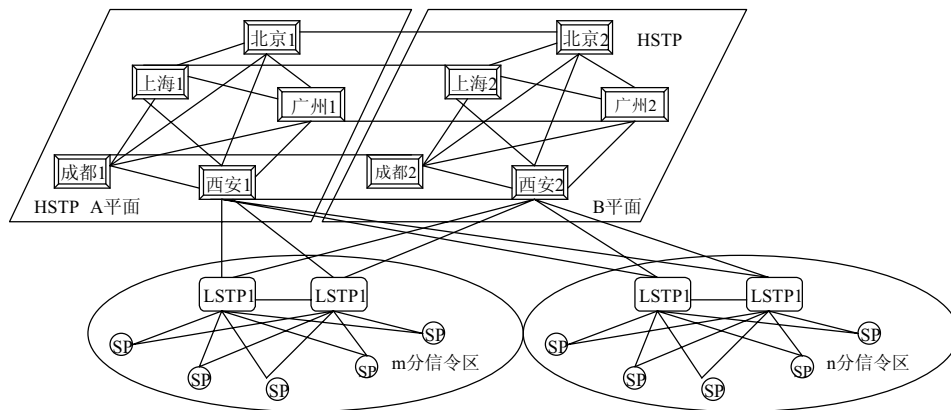 北京1
北京2
HSTP
上海1
上海2
广州1
广州2
成都1
成都2
西安1
西安2
HSTP A平面
B平面
LSTP1
LSTP1
LSTP1
LSTP1
SP
SP
SP
SP
SP
m分信令区
SP
SP
SP
SP
SP
n分信令区